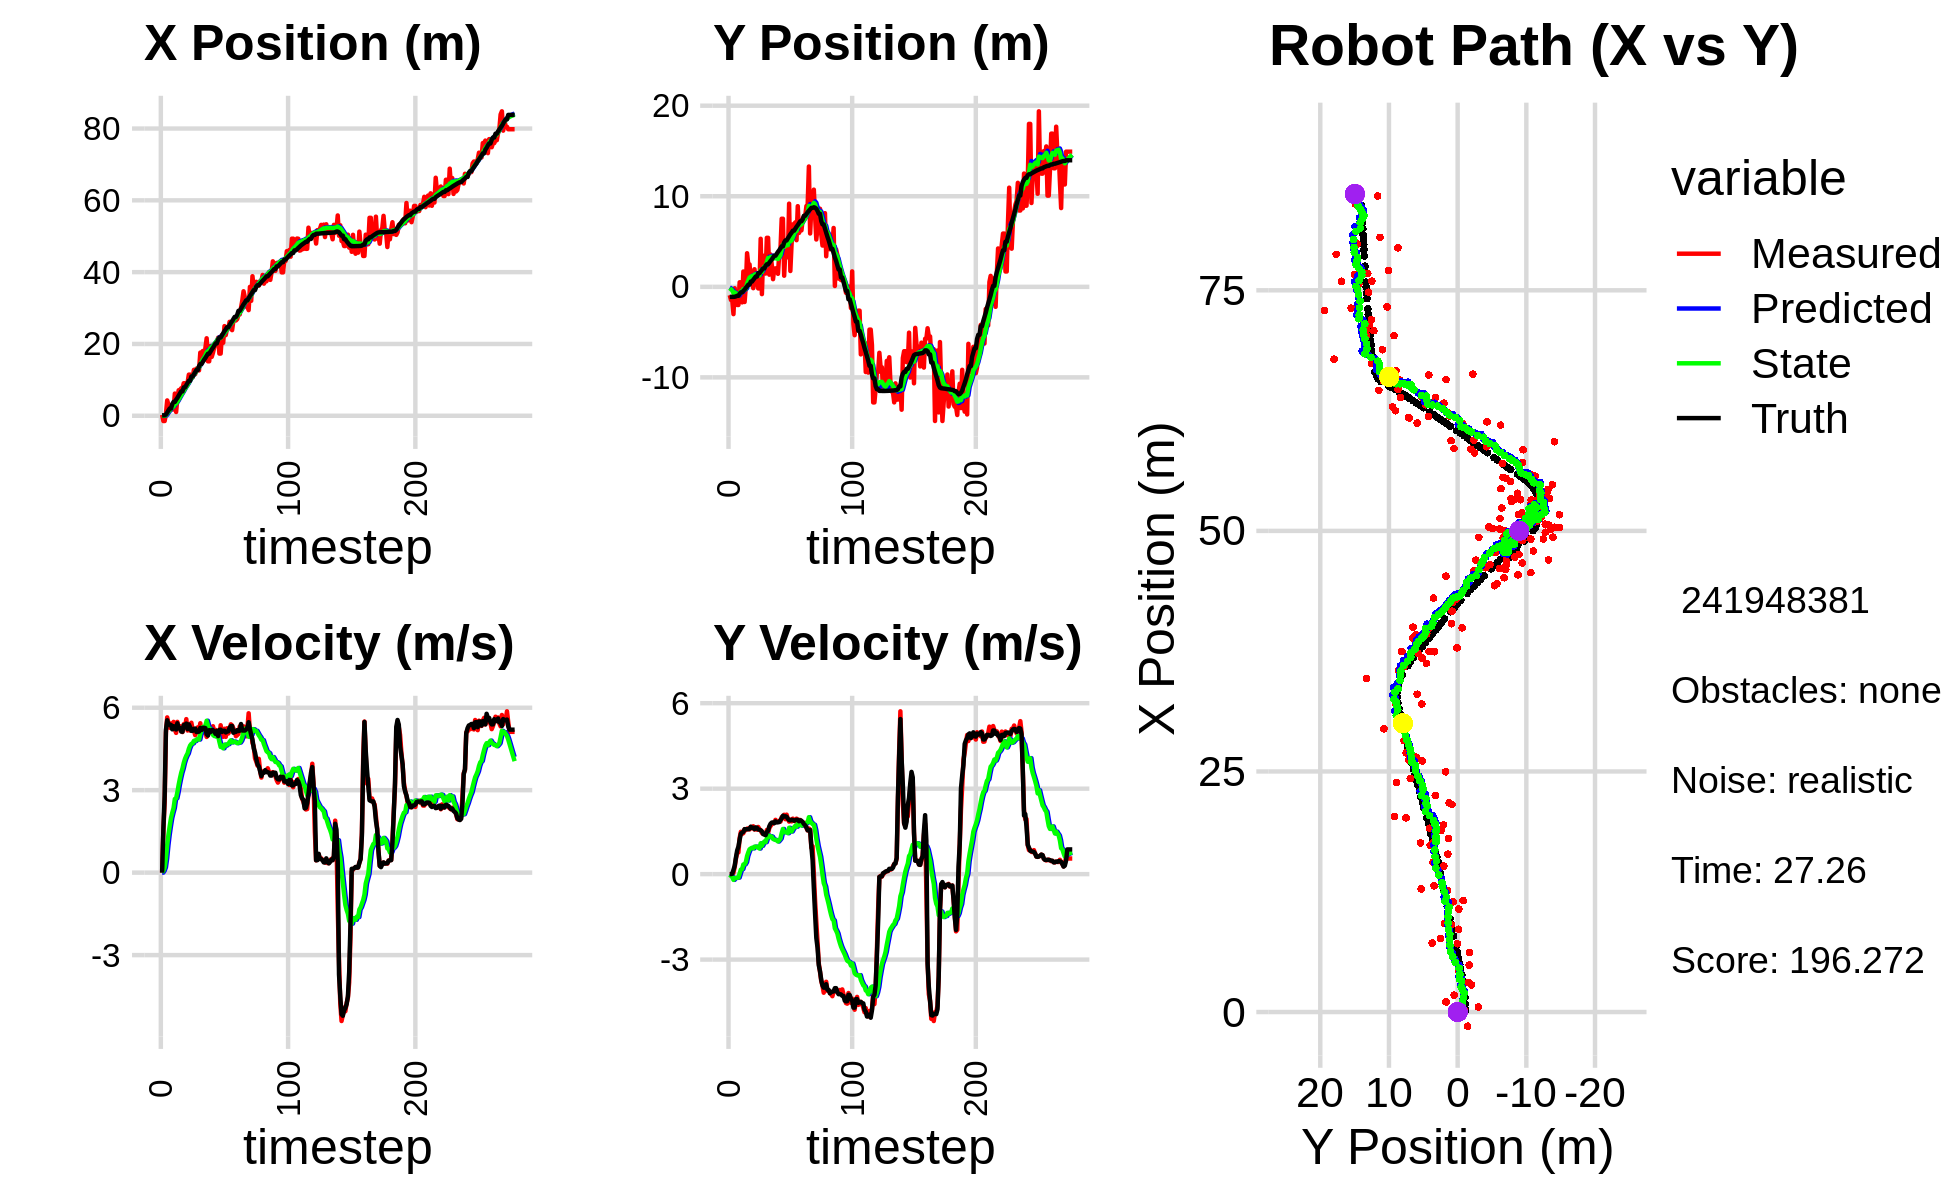 X Position (m)
80
60
40
20
0
0
100
200
timestep
Y Position (m)
20
10
0
-10
0
100
200
timestep
X Velocity (m/s)
6
3
0
-3
0
100
200
timestep
Y Velocity (m/s)
6
3
0
-3
0
100
200
timestep
Robot Path (X vs Y)
X Position (m)
75
50
25
0
20 10 0 -10 -20
Y Position (m)
variable
Measured
Predicted
State
Truth
241948381
Obstacles: none
Noise: realistic
Time: 27.26
Score: 196.272